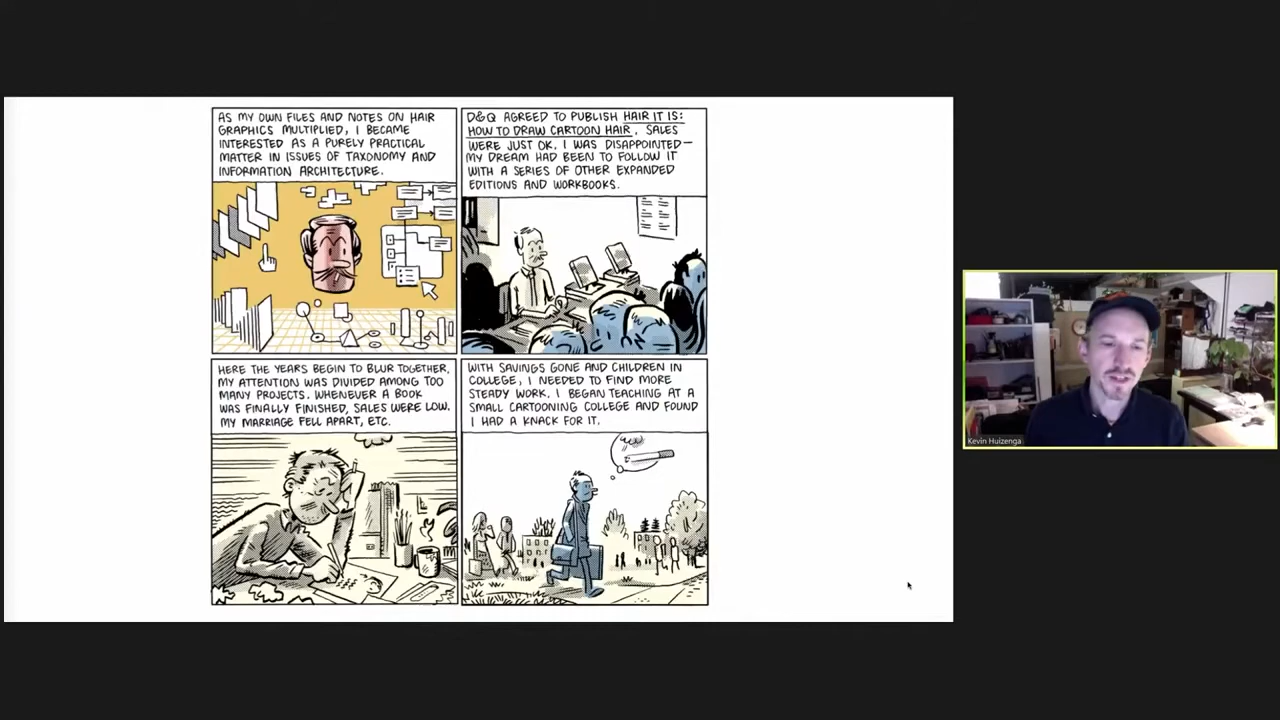 AS MY OWN FILES AND NOTES ON HAIR
GRAPHICS MULTIPLIED, I BECAME
INTERESTED AS A PURELY PRACTICAL
MATTER IN ISSUES OF TAXONOMY AND
INFORMATION ARCHITECTURE.
D&Q AGREED TO PUBLISH HAIR IT IS:
HOW TO DRAW CARTOON HAIR. SALES
WERE JUST OK. I WAS DISAPPOINTED—
MY DREAM HAD BEEN TO FOLLOW IT
WITH A SERIES OF OTHER EXPANDED
EDITIONS AND WORKBOOKS.
HERE THE YEARS BEGIN TO BLUR TOGETHER.
MY ATTENTION WAS DIVIDED AMONG TOO
MANY PROJECTS. WHENEVER A BOOK
WAS FINALLY FINISHED, SALES WERE LOW.
MY MARRIAGE FELL APART, ETC.
WITH SAVINGS GONE AND CHILDREN IN
COLLEGE, I NEEDED TO FIND MORE
STEADY WORK. I BEGAN TEACHING AT A
SMALL CARTOONING COLLEGE AND FOUND
I HAD A KNACK FOR IT.
Kevin Huizenga